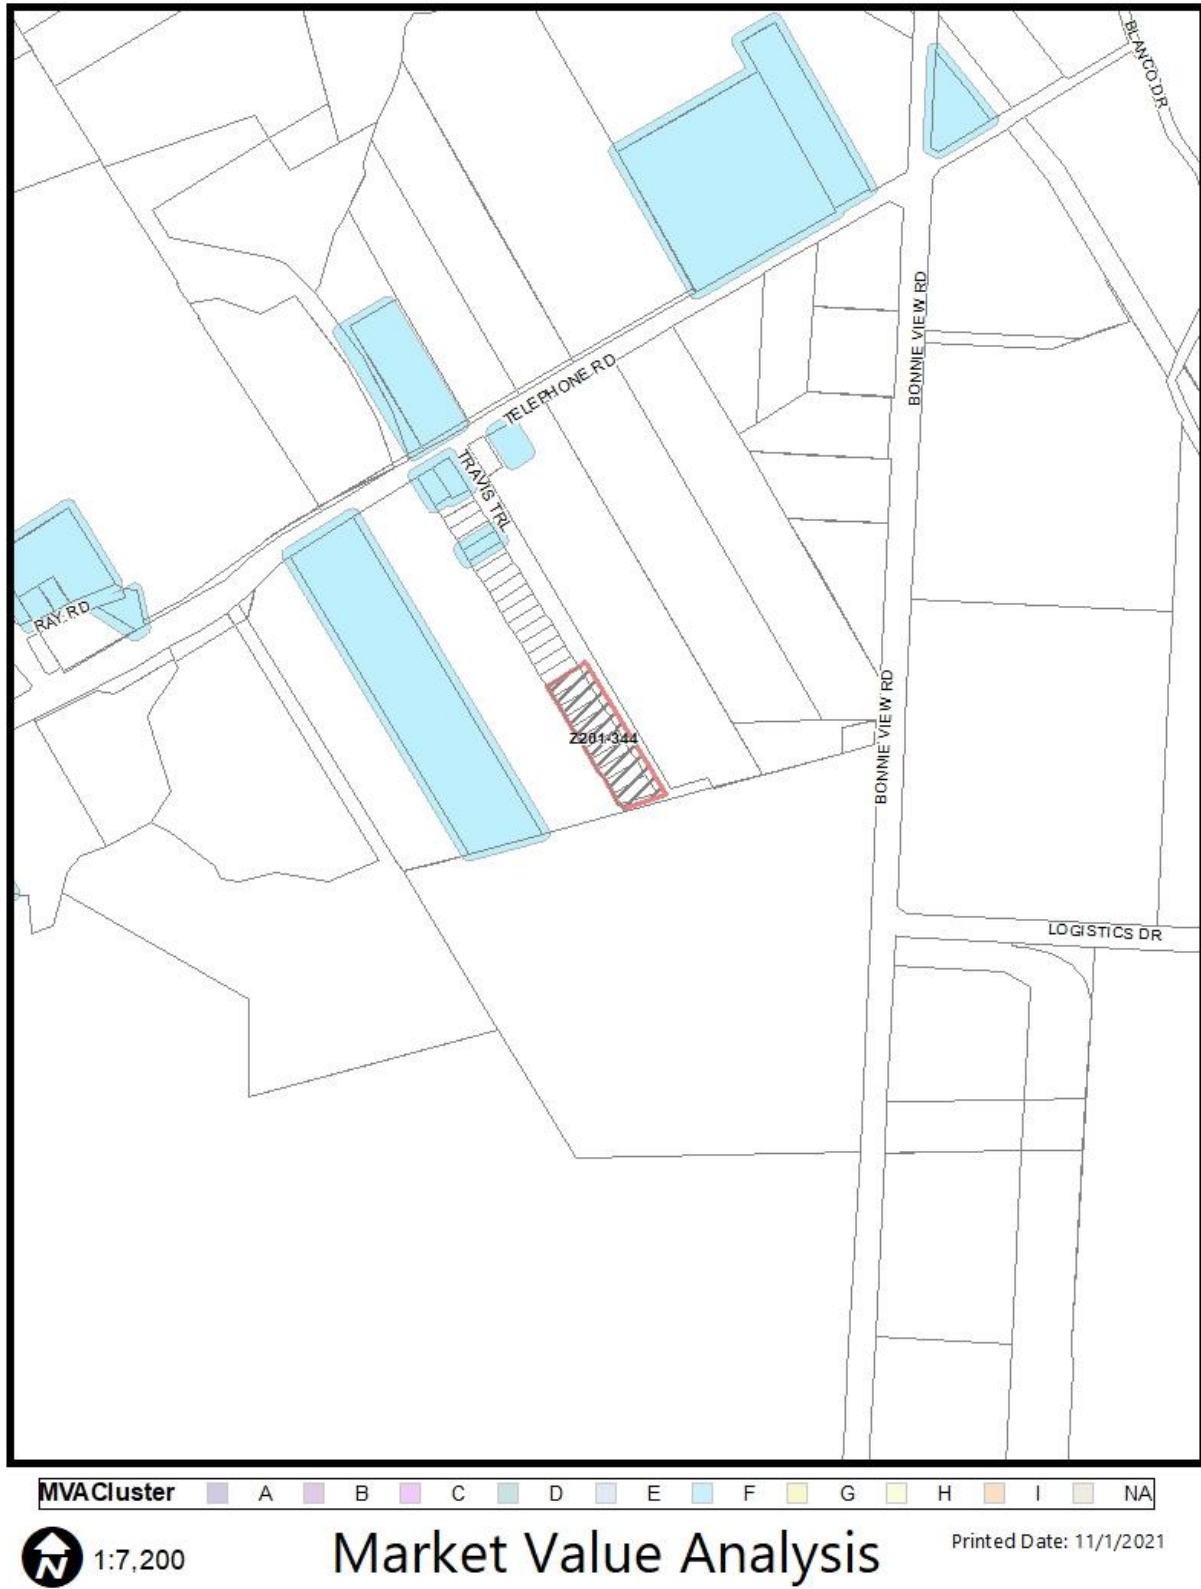 BLANCO DR
BONNIE VIEW RD
TELEPHONE RD
TRAVIS TRL
RAY RD
Z201-344
BONNIE VIEW RD
LOGISTICS DR
MVACluster A B C D E F G H I NA
N 1:7,200 Market Value Analysis Printed Date: 11/1/2021